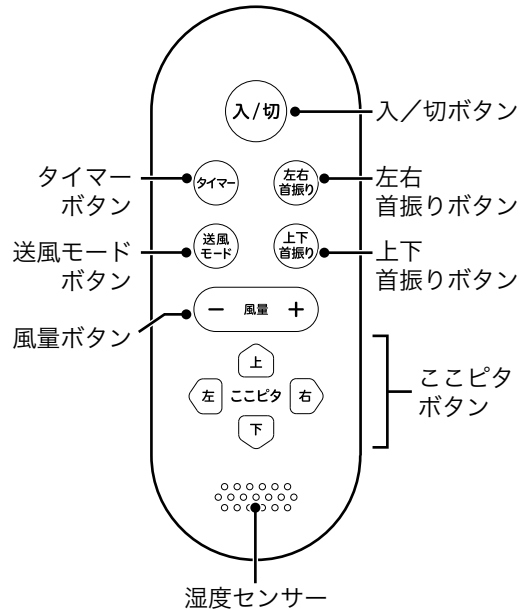 入/切
入／切ボタン
タイマー
ボタン
タイマー
左右
首振り
左右
首振りボタン
送風モード
ボタン
送風
モード
上下
首振り
上下
首振りボタン
風量ボタン
－ 風量 ＋
上
左 ここピタ 右
下
ここピタ
ボタン
湿度センサー